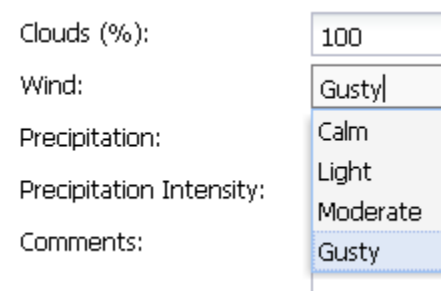 Clouds (%): 100
Wind: Gusty
Precipitation: Calm
Light
Precipitation Intensity:
Moderate
Comments: Gusty